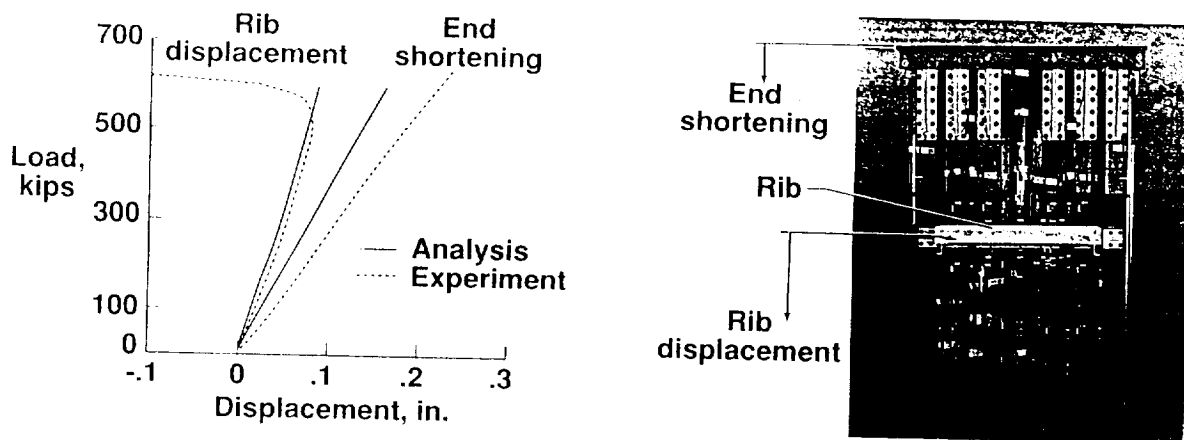 Rib
displacement
End
shortening
700
500
Load,
kips
300
100
0
Analysis
Experiment
-.1
0
.1
.2
.3
Displacement, in.
End
shortening
Rib
Rib
displacement